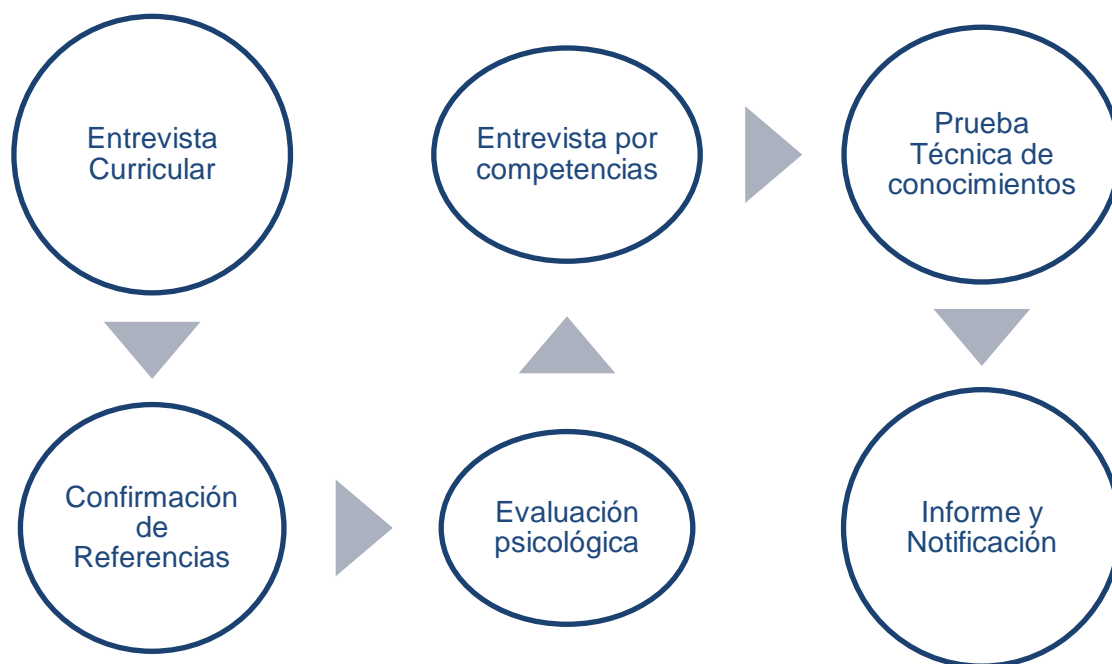 Entrevista
Curricular
Confirmación
de
Referencias
Evaluación
psicológica
Entrevista por
competencias
Prueba
Técnica de
conocimientos
Informe y
Notificación